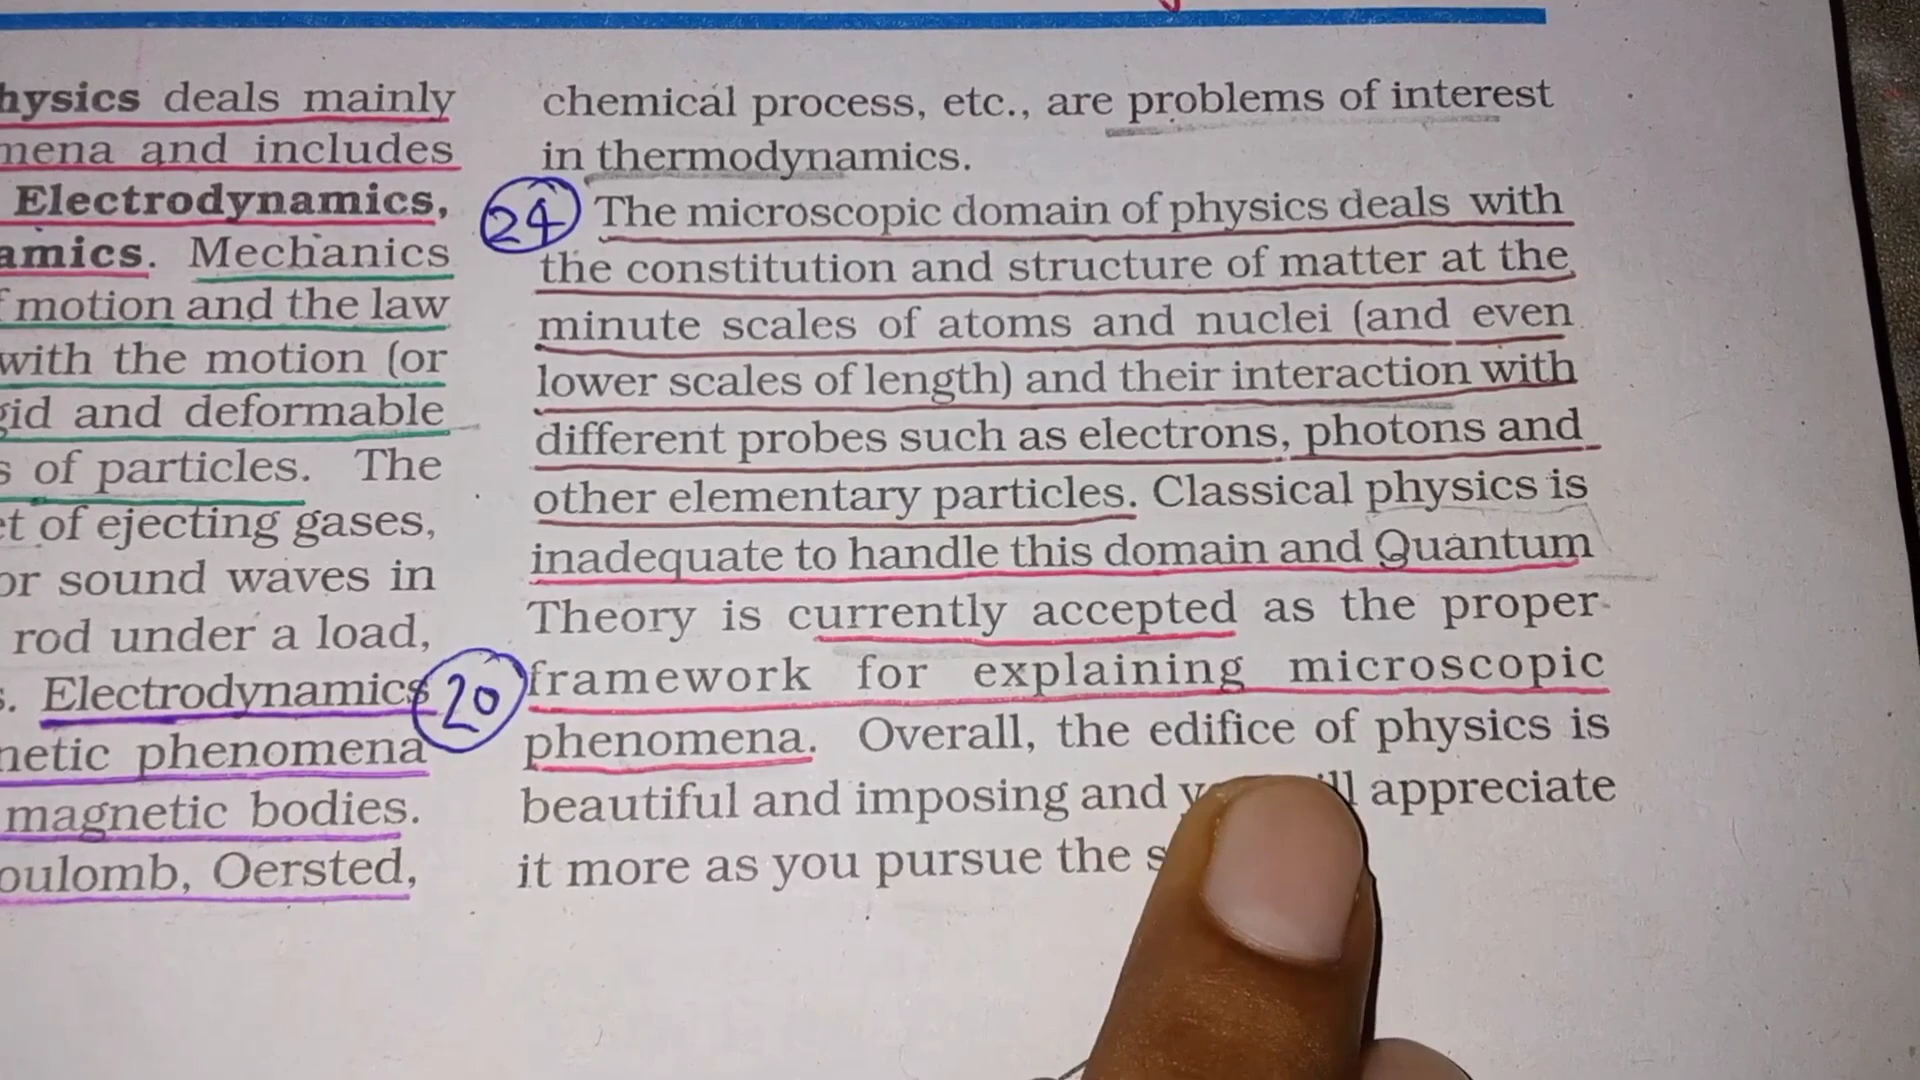 hysics deals mainly
mena and includes
Electrodynamics,
amics. Mechanics
f motion and the law
with the motion (or
gid and deformable
s of particles. The
et of ejecting gases,
or sound waves in
rod under a load,
s. Electrodynamics
netic phenomena
magnetic bodies.
oulomb, Oersted,
chemical process, etc., are problems of interest
in thermodynamics.
24 The microscopic domain of physics deals with
the constitution and structure of matter at the
minute scales of atoms and nuclei (and even
lower scales of length) and their interaction with
different probes such as electrons, photons and
other elementary particles. Classical physics is
inadequate to handle this domain and Quantum
Theory is currently accepted as the proper
20 framework for explaining microscopic
phenomena. Overall, the edifice of physics is
beautiful and imposing and appreciate
it more as you pursue the